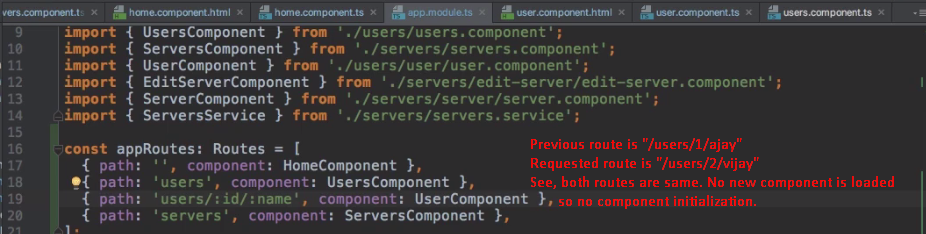 vers.component.ts × home.component.html × home.component.ts × app.module.ts × user.component.html × user.component.ts × users.component.ts ×
9 import { UsersComponent } from './users/users.component';
10 import { ServersComponent } from './servers/servers.component';
11 import { UserComponent } from './users/user/user.component';
12 import { EditServerComponent } from './servers/edit-server/edit-server.component';
13 import { ServerComponent } from './servers/server/server.component';
14 import { ServersService } from './servers/servers.service';
15
16 const appRoutes: Routes = [
17 { path: '', component: HomeComponent },
18 { path: 'users', component: UsersComponent },
19 { path: 'users/:id/:name', component: UserComponent },
20 { path: 'servers', component: ServersComponent },
21 ];
Previous route is "/users/1/ajay"
Requested route is "/users/2/vijay"
See, both routes are same. No new component is loaded
so no component initialization.